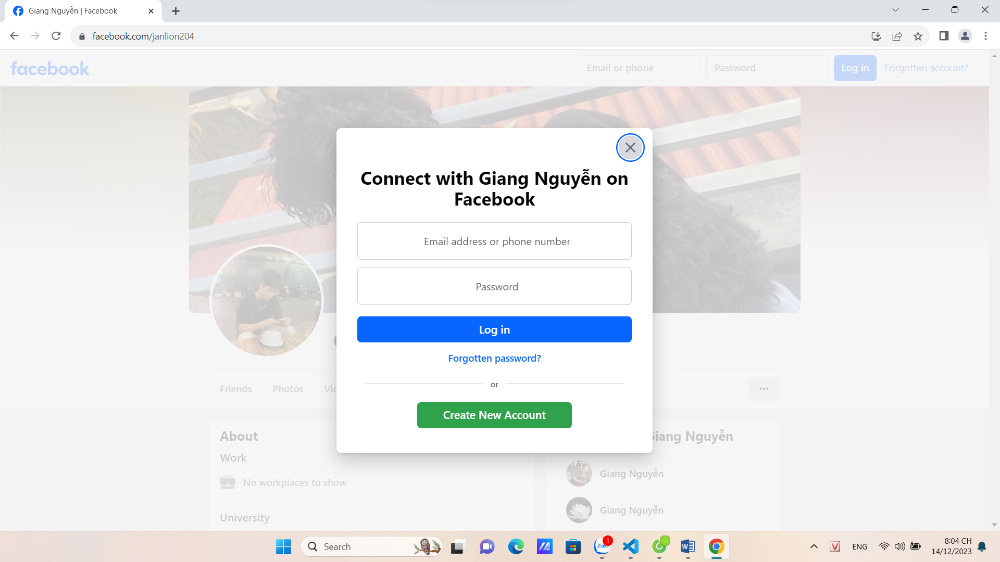 Giang Nguyễn | Facebook
facebook.com/janlion204
facebook
Email or phone
Password
Log in
Forgotten account?
Connect with Giang Nguyễn on
Facebook
Email address or phone number
Password
Log in
Forgotten password?
or
Create New Account
Friends
Photos
About
Work
No workplaces to show
University
Giang Nguyễn
Giang Nguyễn
Giang Nguyễn
Search
Zalo
1
ENG
8:04 CH
14/12/2023